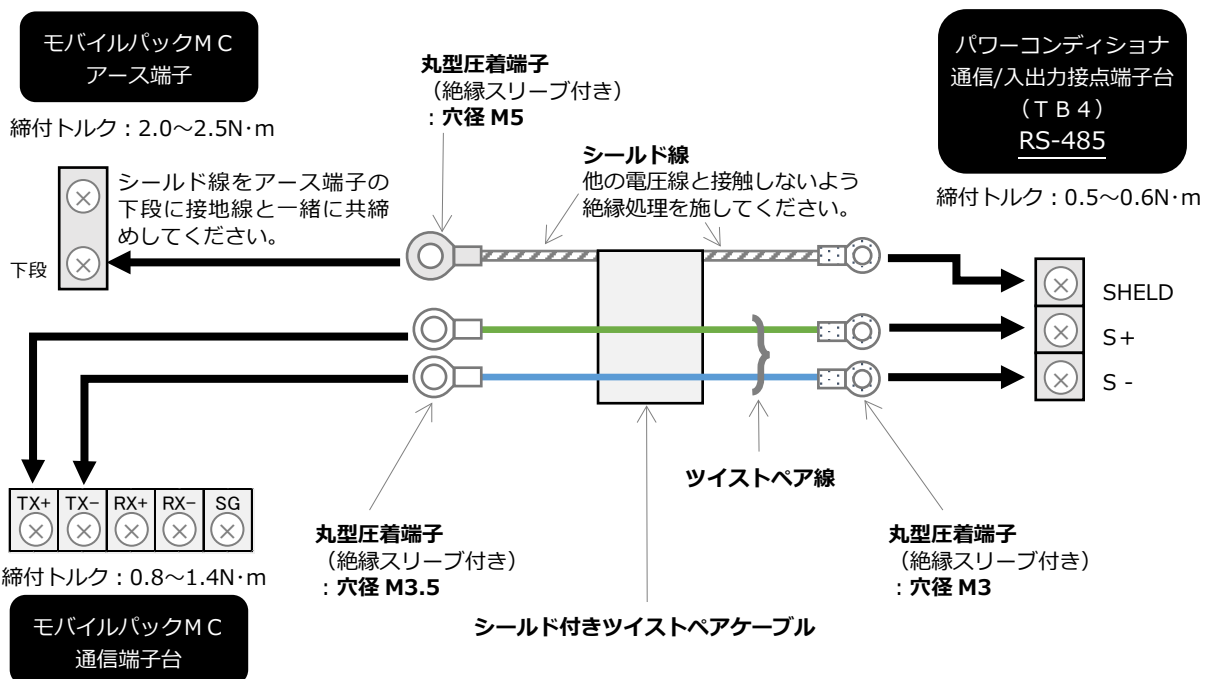 モバイルパックＭＣ
アース端子
締付トルク：2.0～2.5N･m
シールド線をアース端子の
下段に接地線と一緒に共締
めしてください。
下段
丸型圧着端子
（絶縁スリーブ付き）
：穴径 M5
シールド線
他の電圧線と接触しないよう
絶縁処理を施してください。
パワーコンディショナ
通信/入出力接点端子台
（ＴＢ４）
RS-485
締付トルク：0.5～0.6N･m
SHELD
S+
S -
ツイストペア線
TX+ TX- RX+ RX- SG
締付トルク：0.8～1.4N･m
モバイルパックＭＣ
通信端子台
丸型圧着端子
（絶縁スリーブ付き）
：穴径 M3.5
シールド付きツイストペアケーブル
丸型圧着端子
（絶縁スリーブ付き）
：穴径 M3